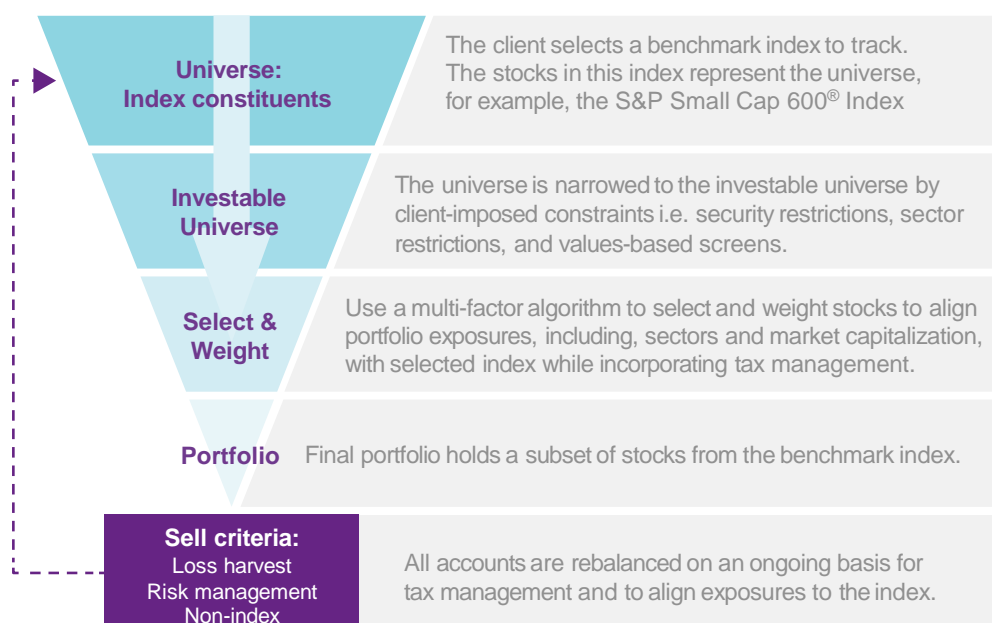 Universe:
Index constituents
The client selects a benchmark index to track.
The stocks in this index represent the universe,
for example, the S&P Small Cap 600® Index
Investable
Universe
The universe is narrowed to the investable universe by
client-imposed constraints i.e. security restrictions, sector
restrictions, and values-based screens.
Select &
Weight
Use a multi-factor algorithm to select and weight stocks to align
portfolio exposures, including, sectors and market capitalization,
with selected index while incorporating tax management.
Portfolio
Final portfolio holds a subset of stocks from the benchmark index.
Sell criteria:
Loss harvest
Risk management
Non-index
All accounts are rebalanced on an ongoing basis for
tax management and to align exposures to the index.